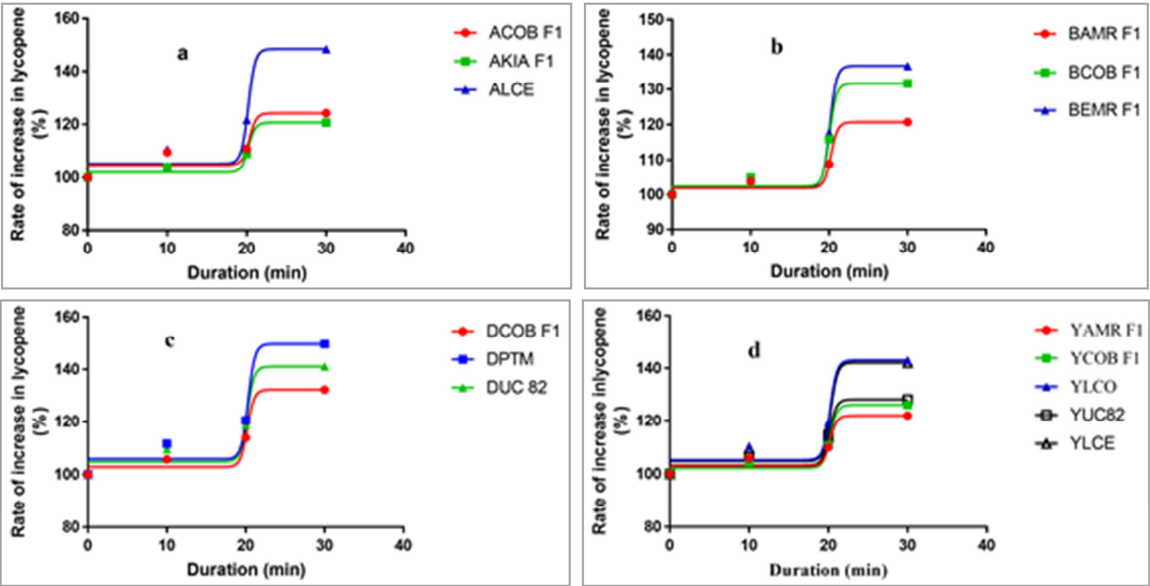 a
Rate of increase in lycopene
(%)
160
140
120
100
80
0
10
20
30
40
Duration (min)
ACOB F1
AKIA F1
ALCE
b
Rate of increase in lycopene
(%)
150
140
130
120
110
100
90
0
10
20
30
40
Duration (min)
BAMR F1
BCOB F1
BEMR F1
c
Rate of increase in lycopene
(%)
160
140
120
100
80
0
10
20
30
40
Duration (min)
DCOB F1
DPTM
DUC 82
d
Rate of increase inlycopene
(%)
160
140
120
100
80
0
10
20
30
40
Duration (min)
YAMR F1
YCOB F1
YLCO
YUC82
YLCE